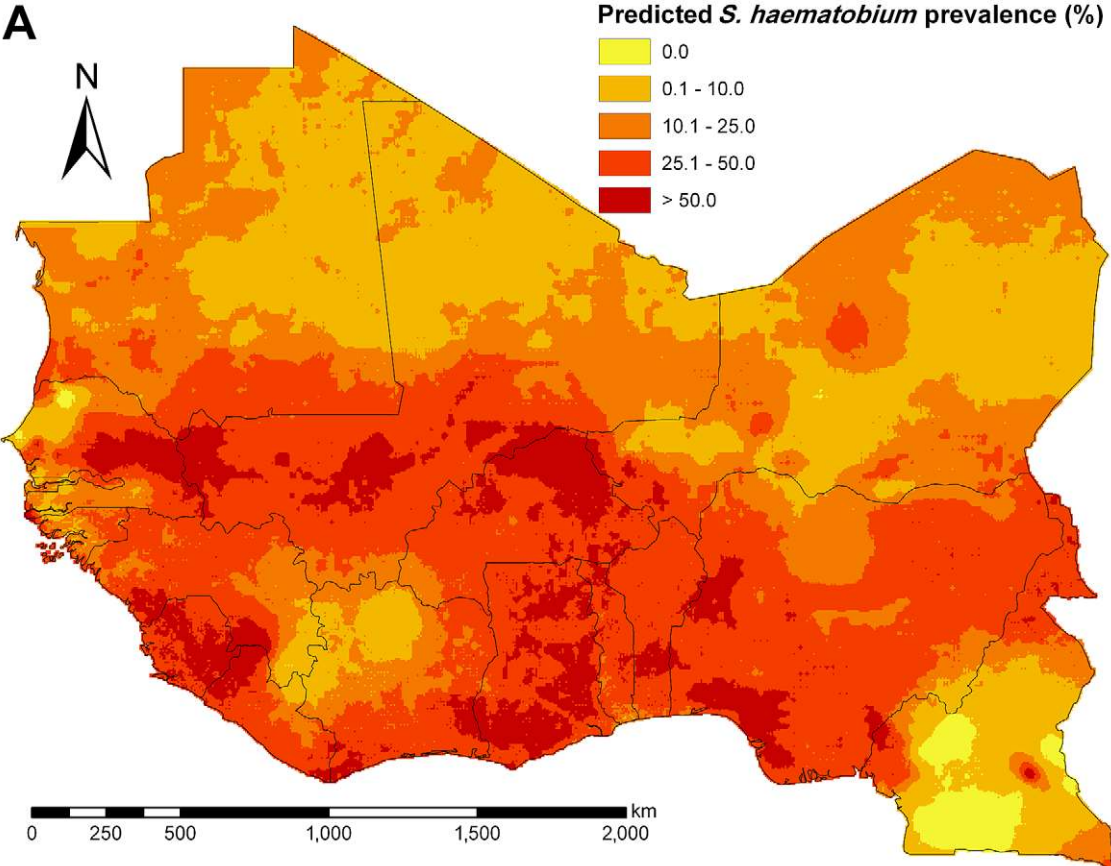 A
Predicted S. haematobium prevalence (%)
N
0.0
0.1 - 10.0
10.1 - 25.0
25.1 - 50.0
> 50.0
km
0 250 500 1,000 1,500 2,000